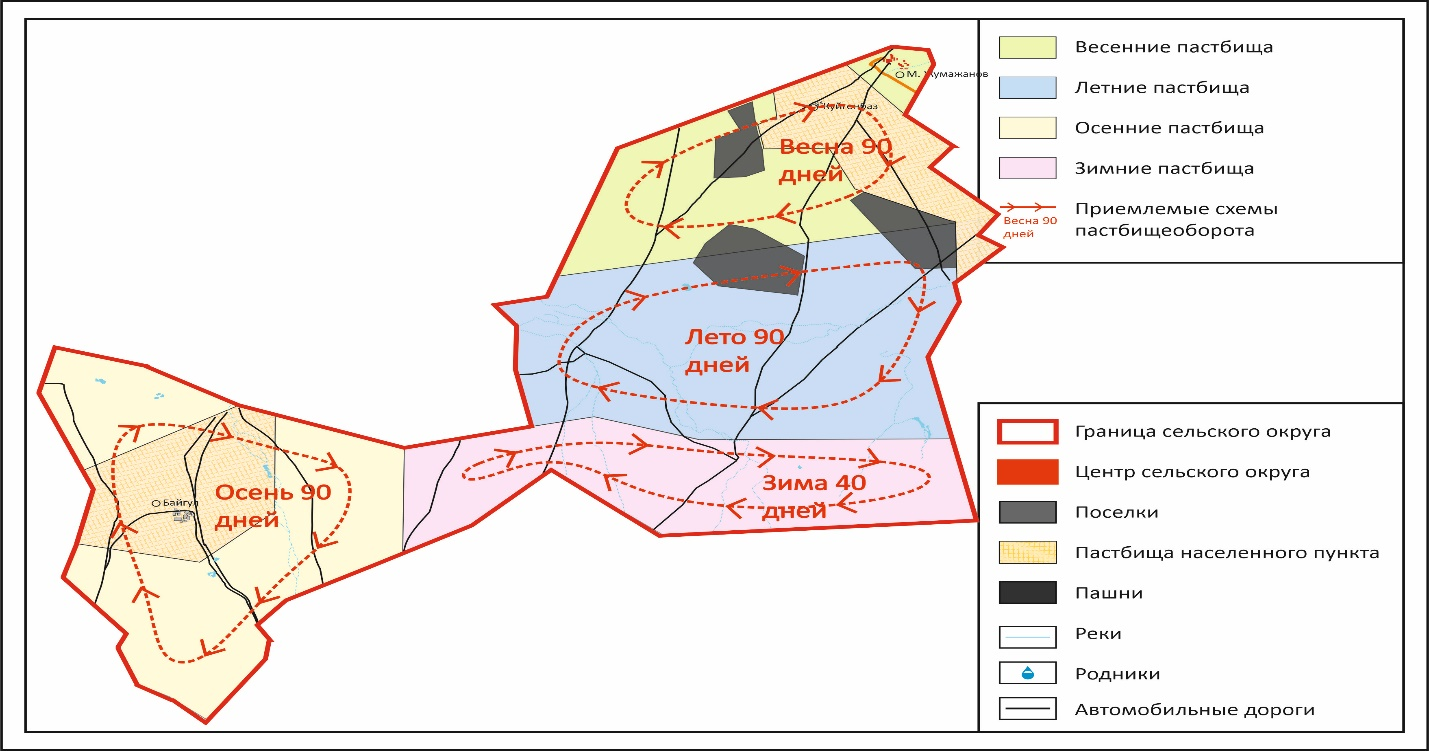 М. Жумажанов
Куйгенбаз
Весна 90
дней
Лето 90
дней
Осень 90
дней
Байгул
Зима 40
дней
Весенние пастбища
Летние пастбища
Осенние пастбища
Зимние пастбища
Весна 90
дней
Приемлемые схемы
пастбищеоборота
Граница сельского округа
Центр сельского округа
Поселки
Пастбища населенного пункта
Пашни
Реки
Родники
Автомобильные дороги